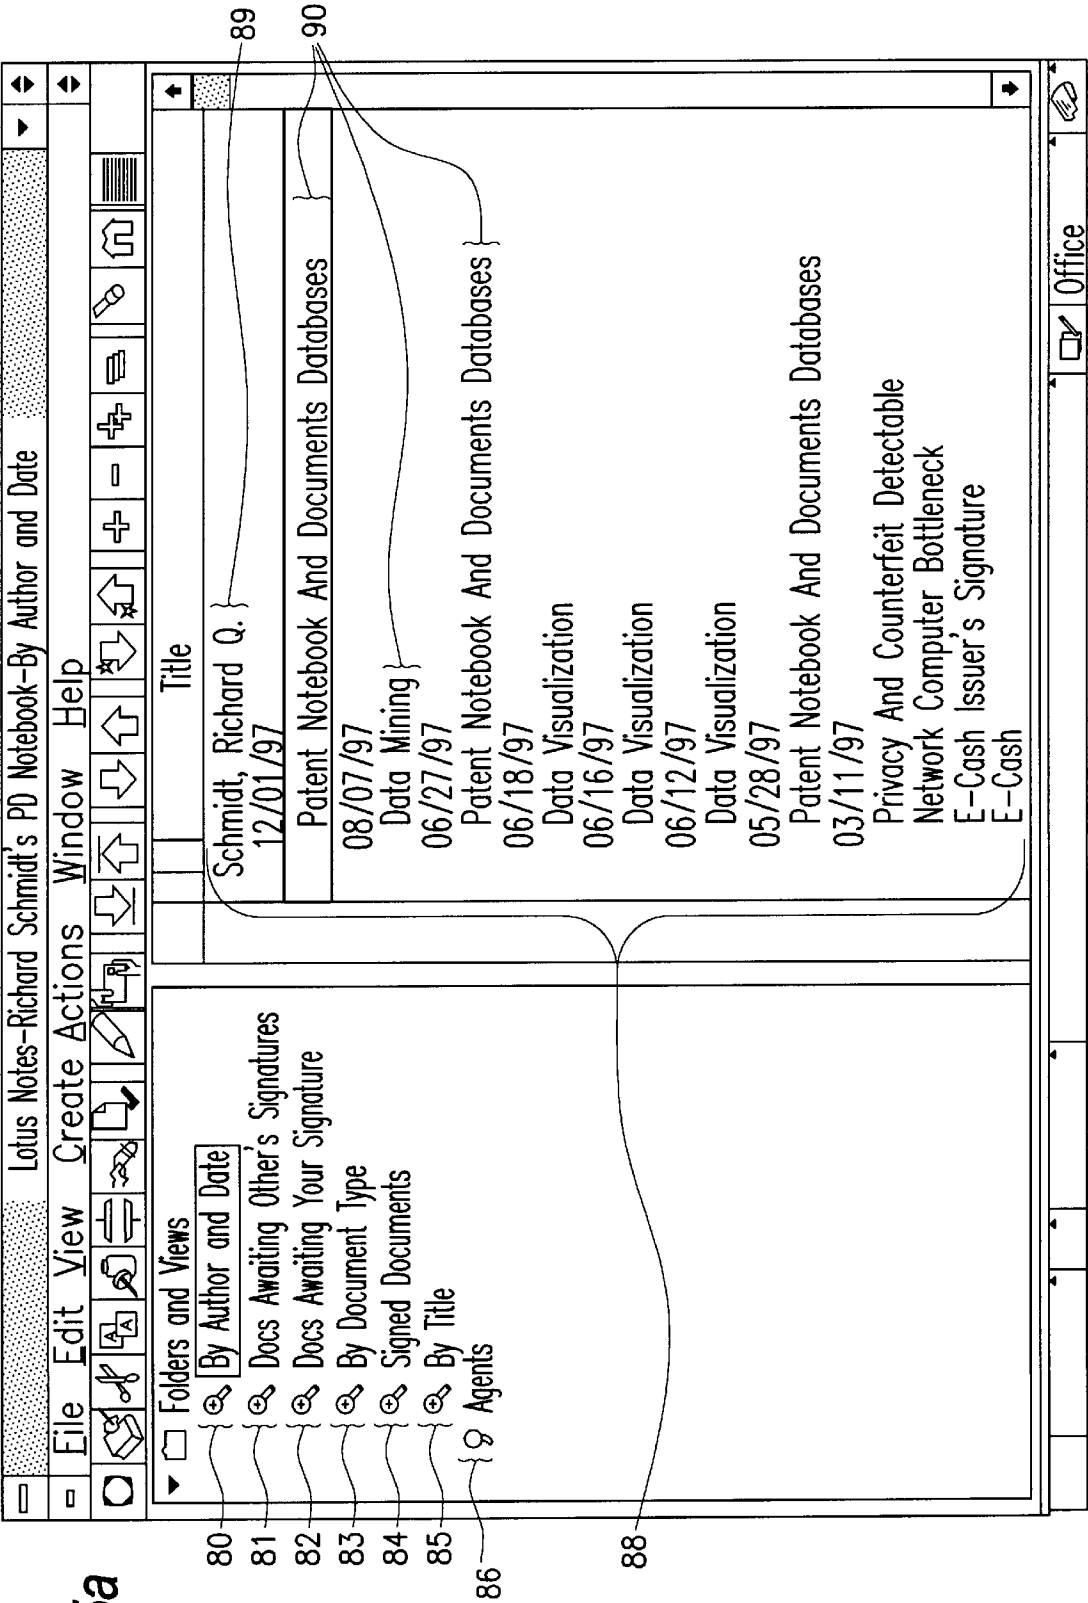 Lotus Notes-Richard Schmidt's PD Notebook-By Author and Date
File Edit View Create Actions Window Help
A A
Folders and Views
By Author and Date
Docs Awaiting Other's Signatures
Docs Awaiting Your Signature
By Document Type
Signed Documents
By Title
Agents
80
81
82
83
84
85
86
Title
Schmidt, Richard Q.
12/01/97
Patent Notebook And Documents Databases
08/07/97
Data Mining
06/27/97
Patent Notebook And Documents Databases
06/18/97
Data Visualization
06/16/97
Data Visualization
06/12/97
Data Visualization
05/28/97
Patent Notebook And Documents Databases
03/11/97
Privacy And Counterfeit Detectable
Network Computer Bottleneck
E-Cash Issuer's Signature
E-Cash
89
90
88
Office